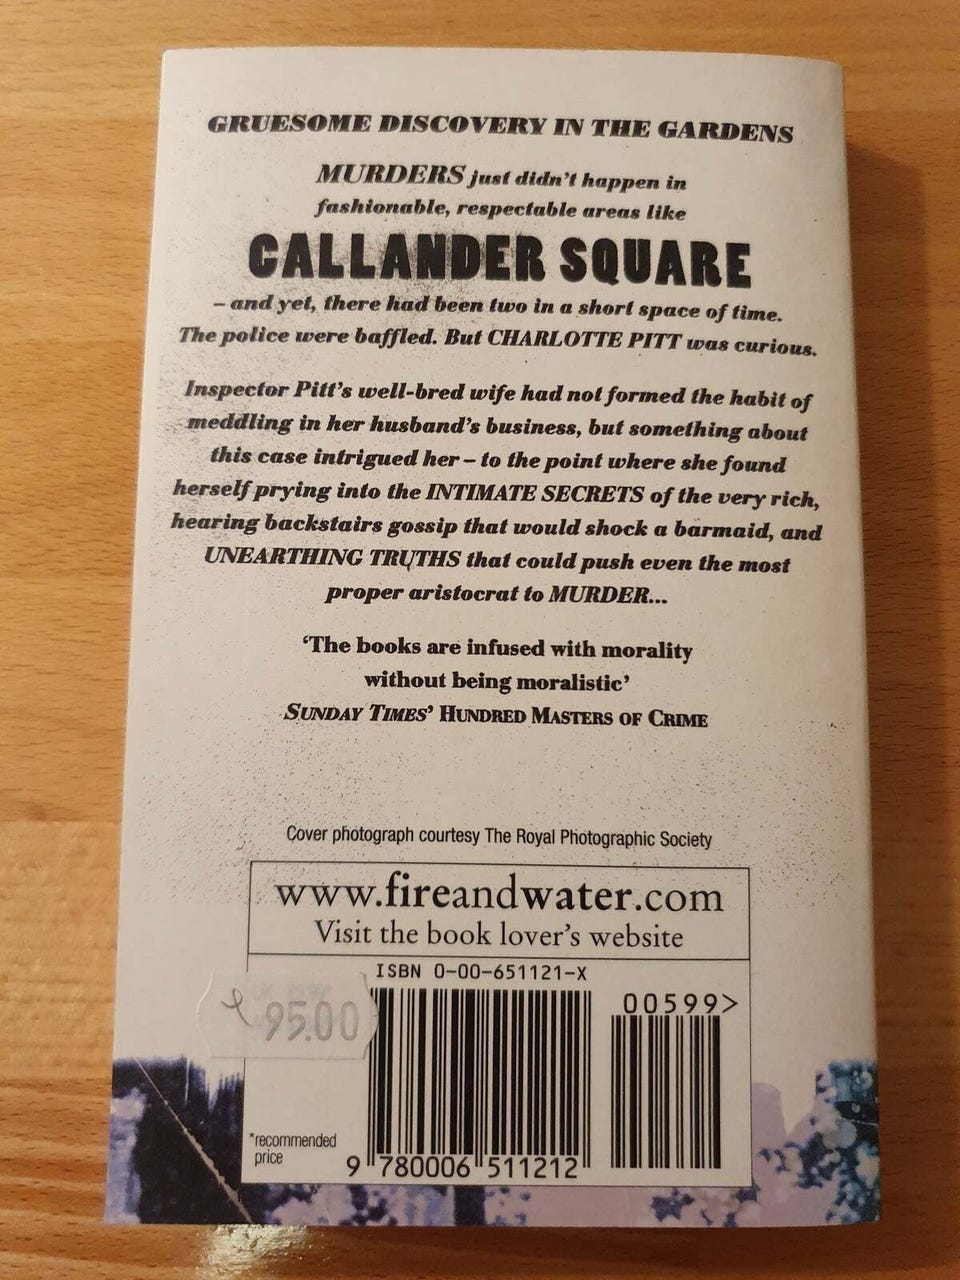 GRUESOME DISCOVERY IN THE GARDENS
MURDERS just didn't happen in
fashionable, respectable areas like
CALLANDER SQUARE
– and yet, there had been two in a short space of time.
The police were baffled. But CHARLOTTE PITT was curious.
Inspector Pitt's well-bred wife had not formed the habit of
meddling in her husband's business, but something about
this case intrigued her – to the point where she found
herself prying into the INTIMATE SECRETS of the very rich,
hearing backstairs gossip that would shock a barmaid, and
UNEARTHING TRUTHS that could push even the most
proper aristocrat to MURDER...
'The books are infused with morality
without being moralistic'
SUNDAY TIMES' HUNDRED MASTERS OF CRIME
Cover photograph courtesy The Royal Photographic Society
www.fireandwater.com
Visit the book lover's website
ISBN 0-00-651121-X
00599>
95.00
*recommended
price
9 780006 511212